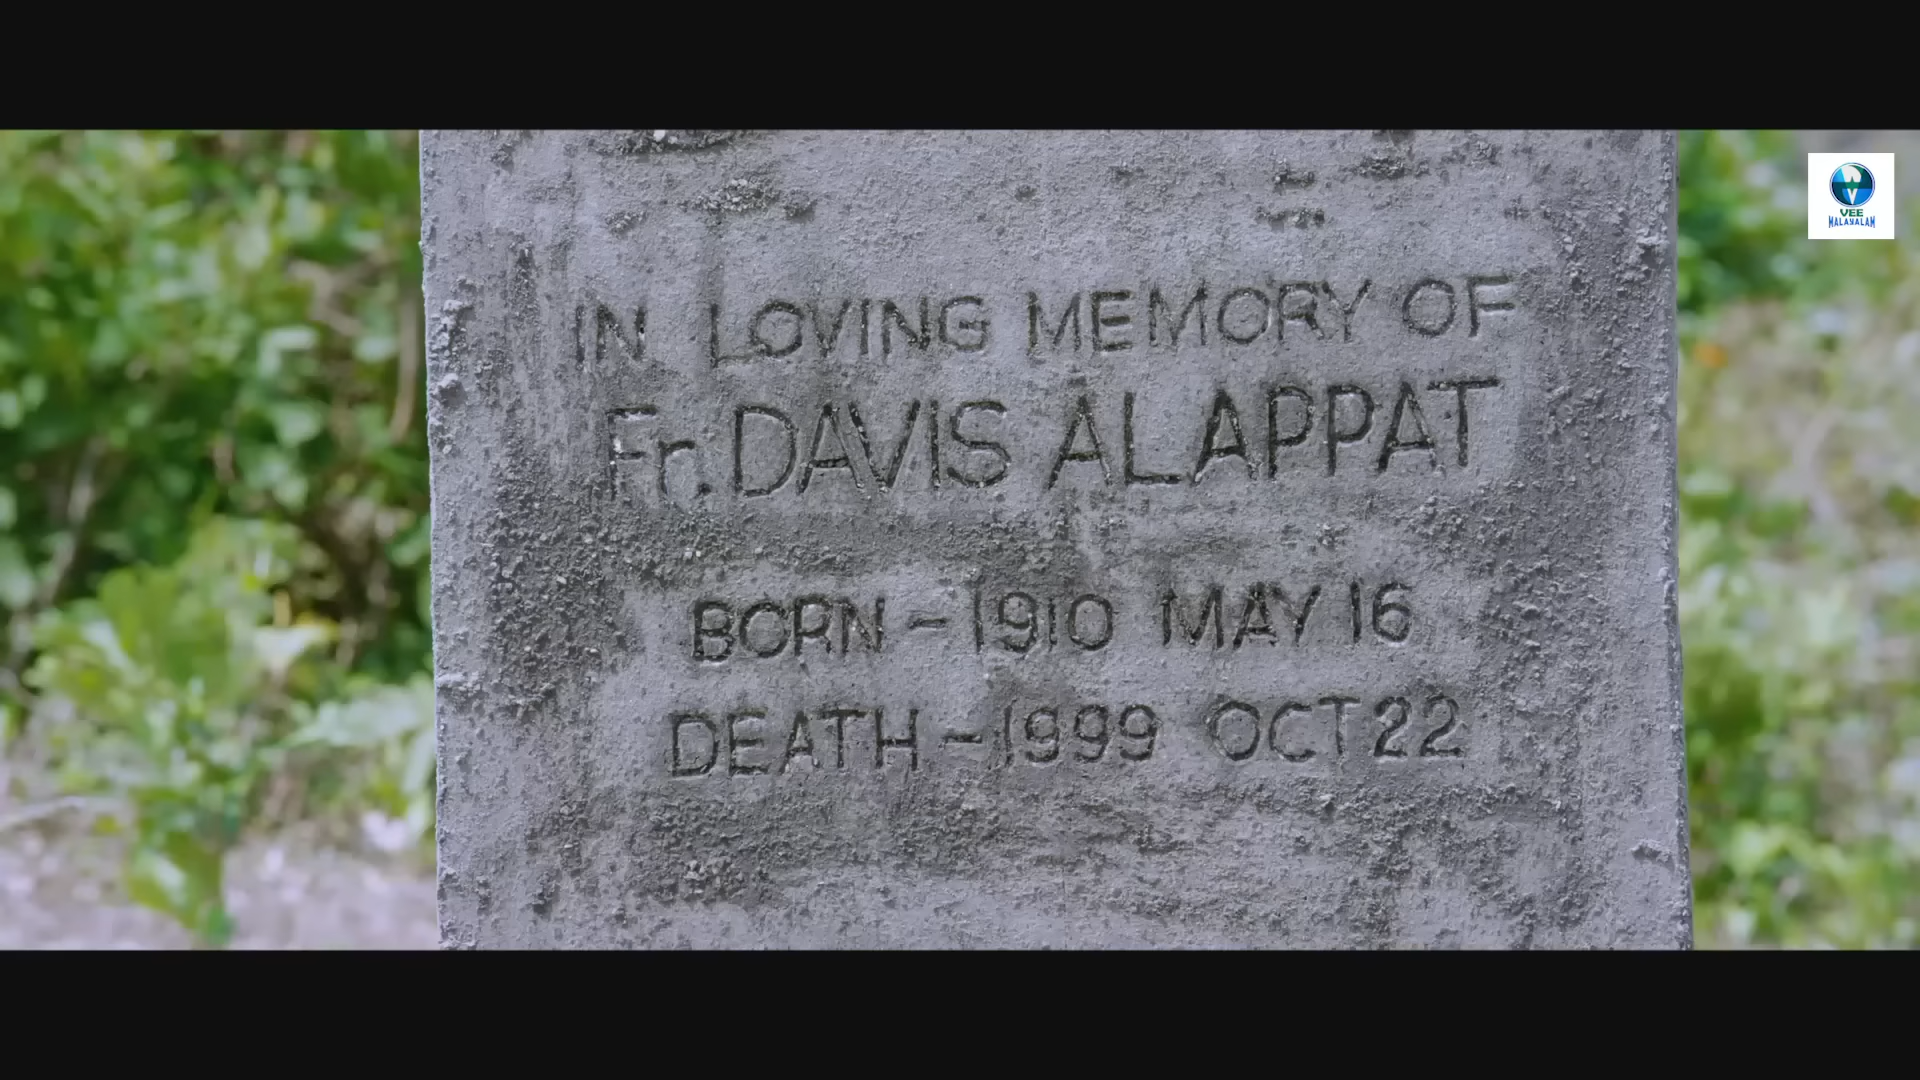 IN LOVING MEMORY OF
Fr. DAVIS ALAPPAT
BORN - 1910 MAY 16
DEATH - 1999 OCT 22
VEE
MALAYALAM